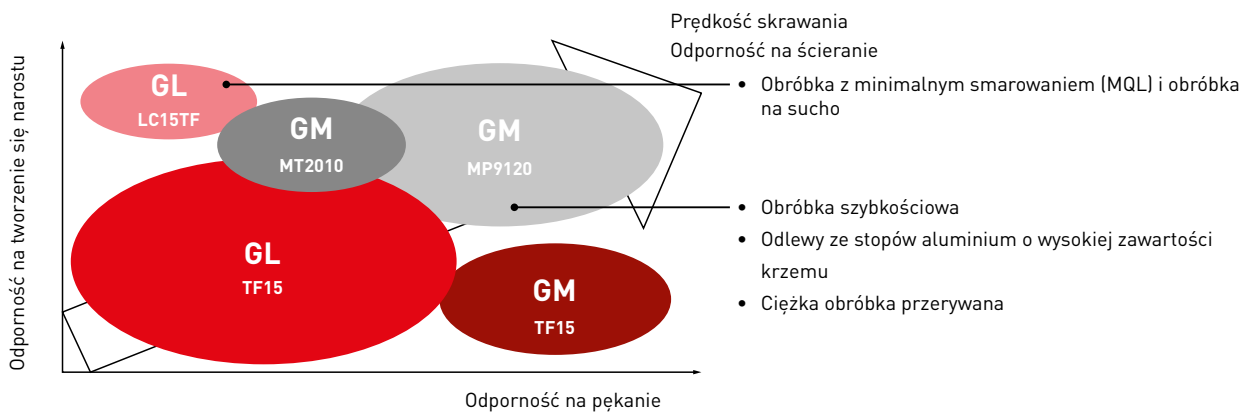 Prędkość skrawania
Odporność na ścieranie
Odporność na tworzenie się narostu
GL
LC15TF
GM
MT2010
GM
MP9120
GL
TF15
GM
TF15
• Obróbka z minimalnym smarowaniem (MQL) i obróbka
na sucho
• Obróbka szybkościowa
• Odlewy ze stopów aluminium o wysokiej zawartości
krzemu
• Ciężka obróbka przerywana
Odporność na pękanie